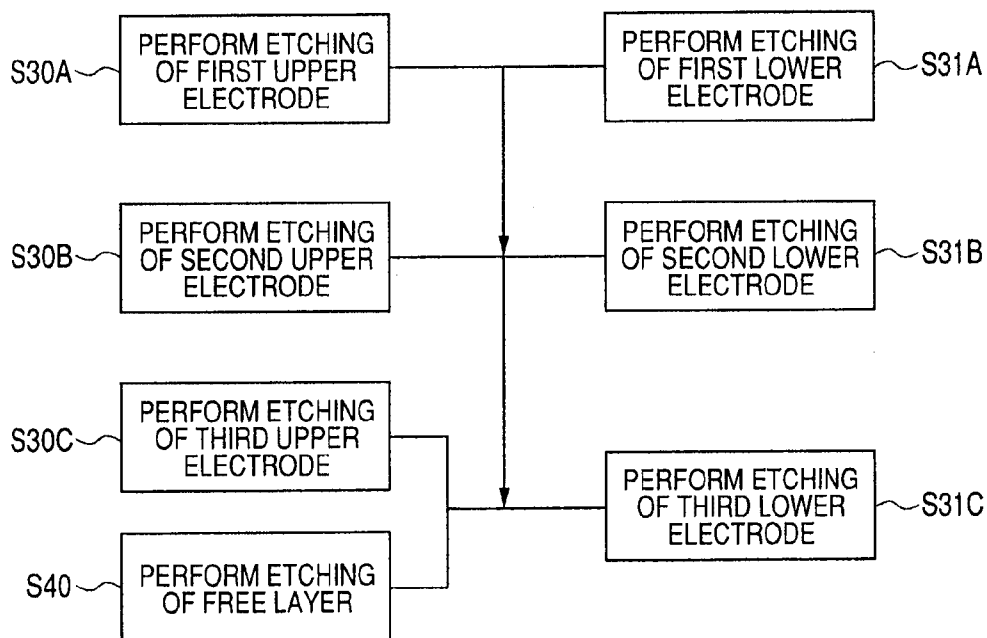 S30A
PERFORM ETCHING
OF FIRST UPPER
ELECTRODE
PERFORM ETCHING
OF FIRST LOWER
ELECTRODE
S31A
S30B
PERFORM ETCHING
OF SECOND UPPER
ELECTRODE
PERFORM ETCHING
OF SECOND LOWER
ELECTRODE
S31B
S30C
PERFORM ETCHING
OF THIRD UPPER
ELECTRODE
PERFORM ETCHING
OF THIRD LOWER
ELECTRODE
S31C
S40
PERFORM ETCHING
OF FREE LAYER